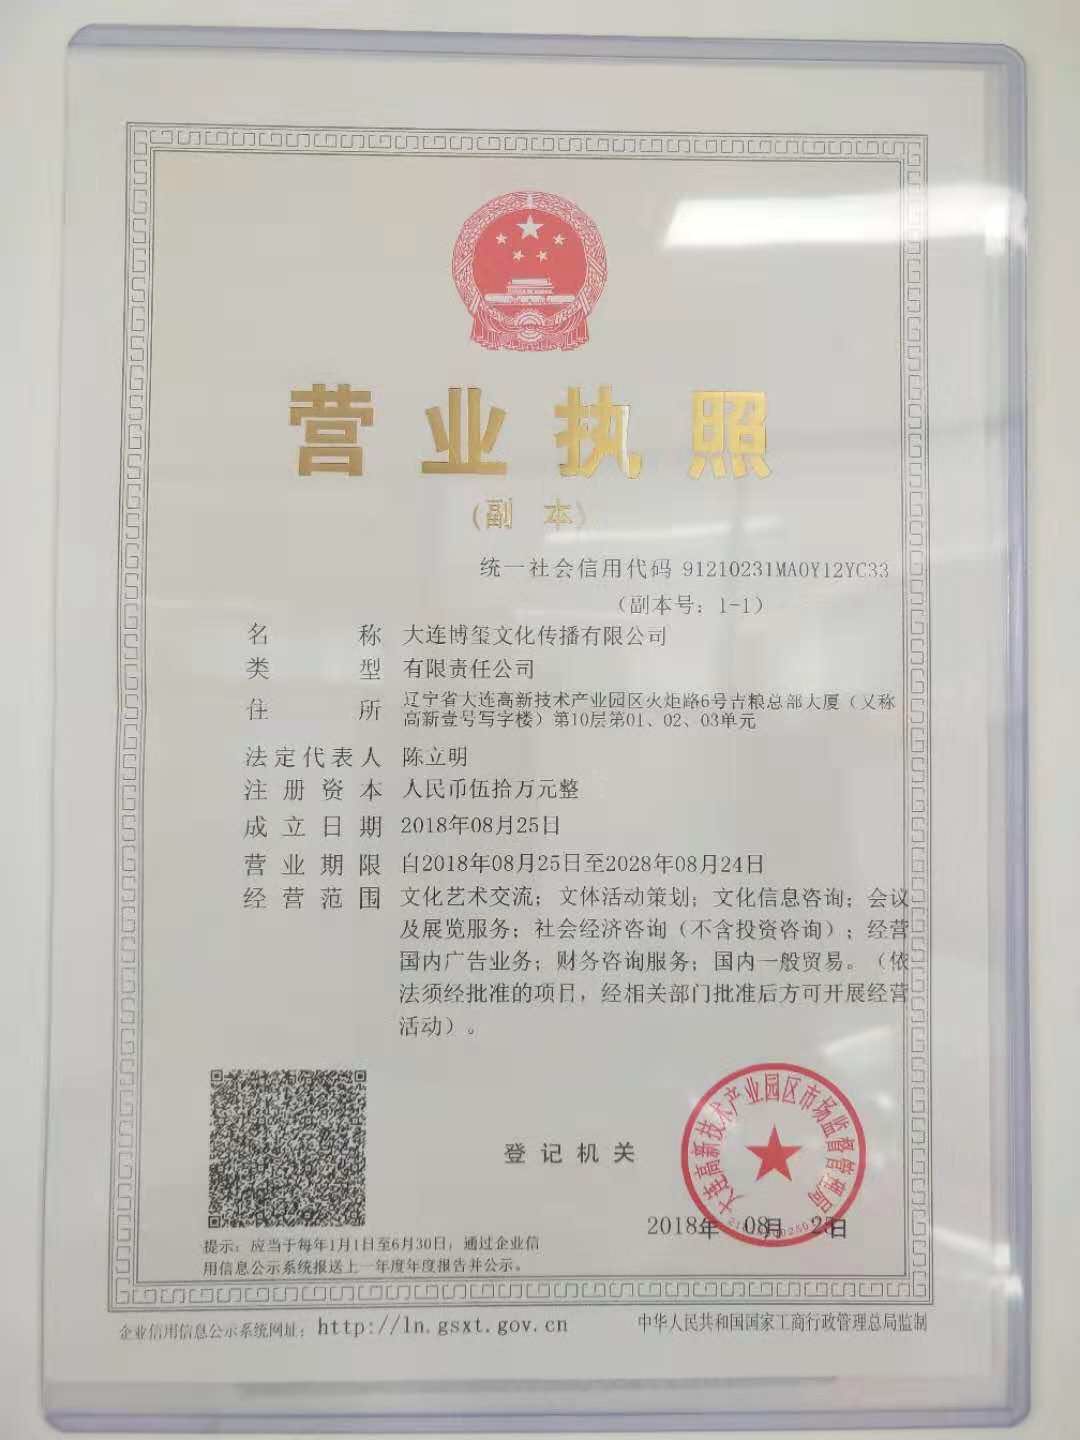 营业执照
(副 本)
统一社会信用代码 91210231MA0Y12YC33
（副本号：1-1）
名 称 大连博玺文化传播有限公司
类 型 有限责任公司
住 所 辽宁省大连高新技术产业园区火炬路6号吉粮总部大厦（又称
高新壹号写字楼）第10层第01、02、03单元
法定代表人 陈立明
注册资本 人民币伍拾万元整
成立日期 2018年08月25日
营业期限 自2018年08月25日至2028年08月24日
经营范围 文化艺术交流；文体活动策划；文化信息咨询；会议
及展览服务；社会经济咨询（不含投资咨询）；经营
国内广告业务；财务咨询服务；国内一般贸易。（依
法须经批准的项目，经相关部门批准后方可开展经营
活动）。
大连高新技术产业园区市场监督管理局
登记机关
2018年 08月 25日
提示：应当于每年1月1日至6月30日，通过企业信
用信息公示系统报送上一年度年度报告并公示。
企业信用信息公示系统网址：http://ln.gsxt.gov.cn
中华人民共和国国家工商行政管理总局监制